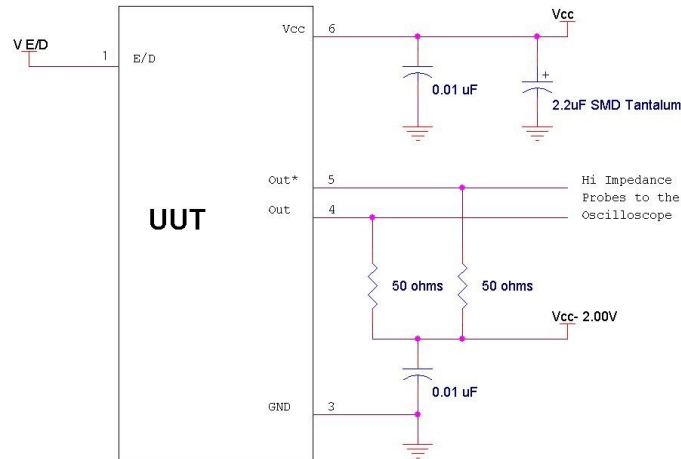 Vcc
Vcc
6
V E/D
1
E/D
0.01 uF
+
2.2uF SMD Tantalum
Out*
5
Hi Impedance
Probes to the
Out
4
Oscilloscope
UUT
50 ohms
50 ohms
Vcc- 2.00V
0.01 uF
GND
3